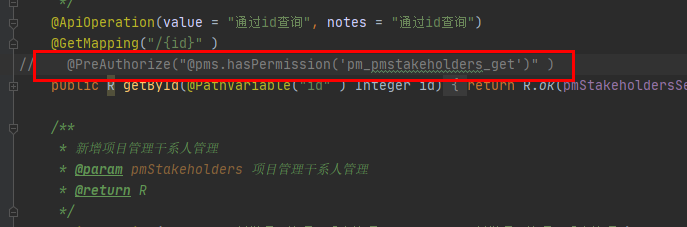 */
@ApiOperation(value = "通过id查询", notes = "通过id查询")
@GetMapping("/{id}" )
// @PreAuthorize("@pms.hasPermission('pm_pmstakeholders_get')" )
public R getById(@PathVariable("id" ) Integer id) { return R.ok(pmStakeholdersSe
/**
* 新增项目管理干系人管理
* @param pmStakeholders 项目管理干系人管理
* @return R
*/